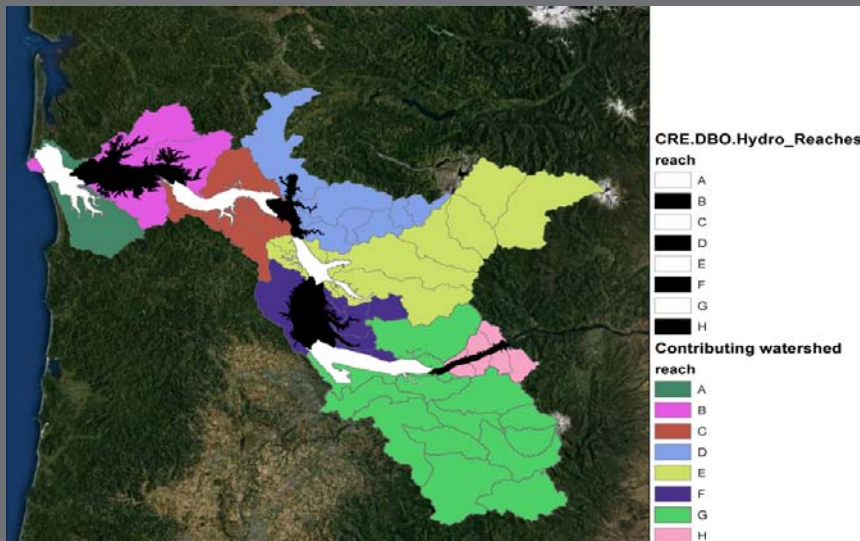 CRE.DBO.Hydro_Reaches
reach
A
B
C
D
E
F
G
H
Contributing watershed
reach
A
B
C
D
E
F
G
H